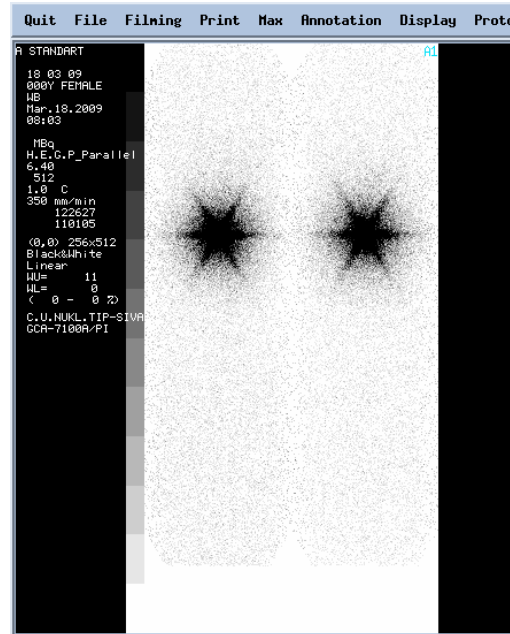 Quit File Filming Print Max Annotation Display Proto
A STANDART
A1
18 03 09
000Y FEMALE
WB
Mar.18.2009
08:03
MBq
H.E.G.P_Parallel
6.40
512
1.0 C
350 mm/min
122627
110105
(0,0) 256x512
Black&White
Linear
WU= 11
WL= 0
( 0 - 0 %)
C.U.NUKL.TIP-SIVA
GCA-7100A/PI